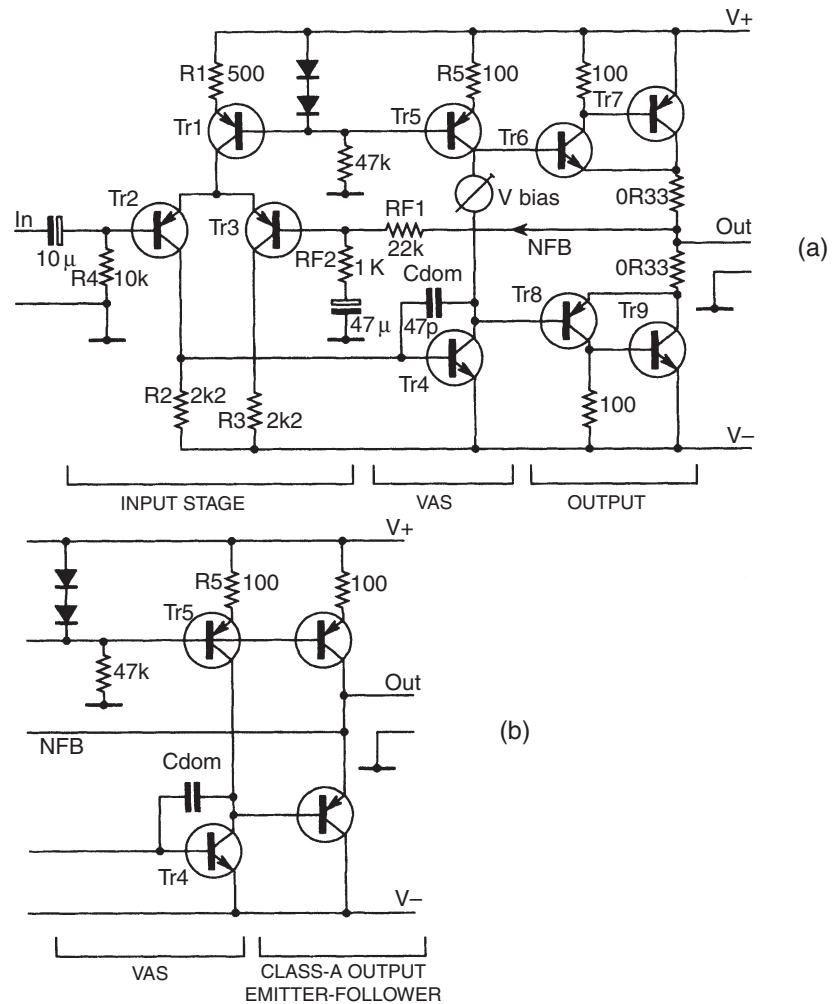 V+
R1 500
R5 100
100
Tr7
Tr1
Tr5
Tr6
47k
V bias
0R33
In
Tr2
Tr3
RF1
22k
NFB
Out
(a)
10 μ
R4 10k
RF2
1 K
Cdom
0R33
47 μ
47p
Tr8
Tr9
Tr4
R2 2k2
R3 2k2
100
V–
INPUT STAGE
VAS
OUTPUT
V+
R5 100
100
Tr5
47k
Out
NFB
(b)
Cdom
Tr4
V–
VAS
CLASS-A OUTPUT
EMITTER-FOLLOWER